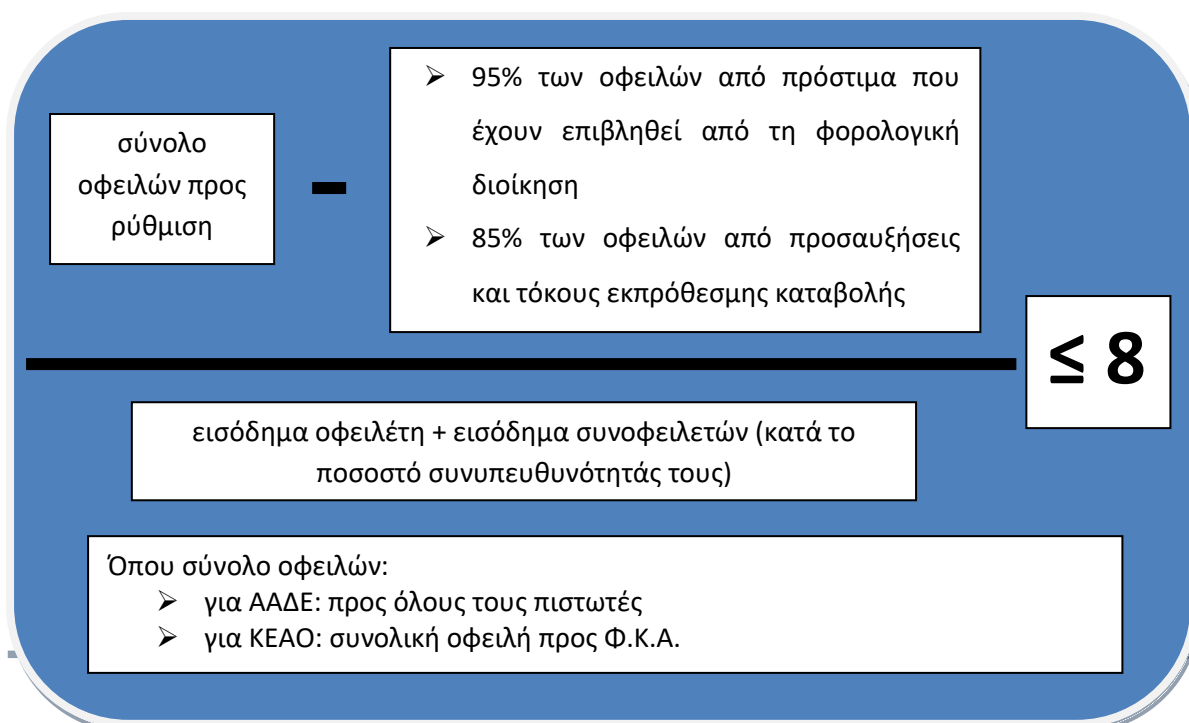 σύνολο
οφειλών προς
ρύθμιση
-
➢ 95% των οφειλών από πρόστιμα που
έχουν επιβληθεί από τη φορολογική
διοίκηση
➢ 85% των οφειλών από προσαυξήσεις
και τόκους εκπρόθεσμης καταβολής
≤ 8
εισόδημα οφειλέτη + εισόδημα συνοφειλετών (κατά το
ποσοστό συνυπευθυνότητάς τους)
Όπου σύνολο οφειλών:
➢ για ΑΑΔΕ: προς όλους τους πιστωτές
➢ για ΚΕΑΟ: συνολική οφειλή προς Φ.Κ.Α.